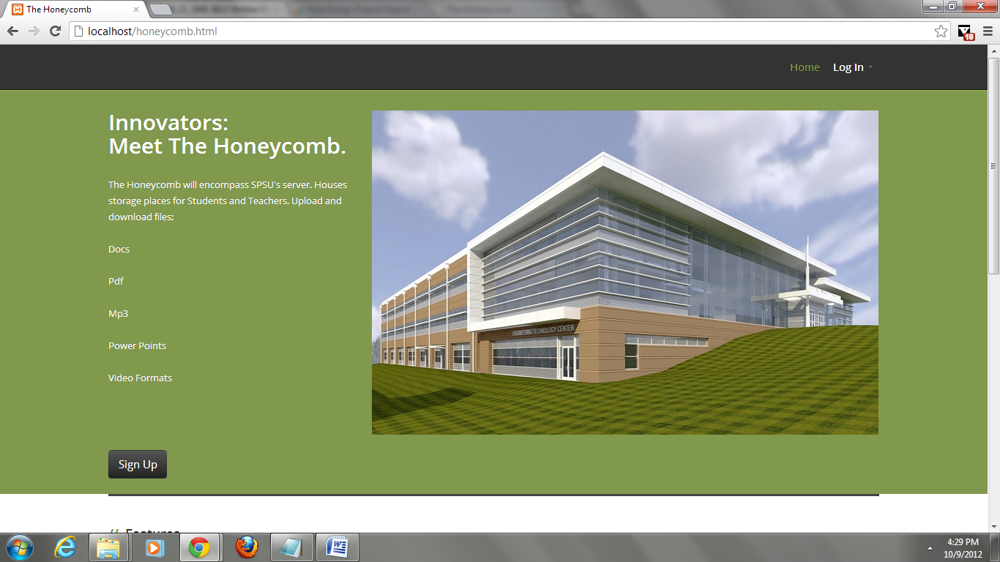 The Honeycomb
localhost/honeycomb.html
18
Home
Log In
Innovators:
Meet The Honeycomb.
The Honeycomb will encompass SPSU's server. Houses
storage places for Students and Teachers. Upload and
download files:
Docs
Pdf
Mp3
Power Points
Video Formats
ENGINEERING TECHNOLOGY CENTER
Sign Up
// Features
4:29 PM
10/9/2012